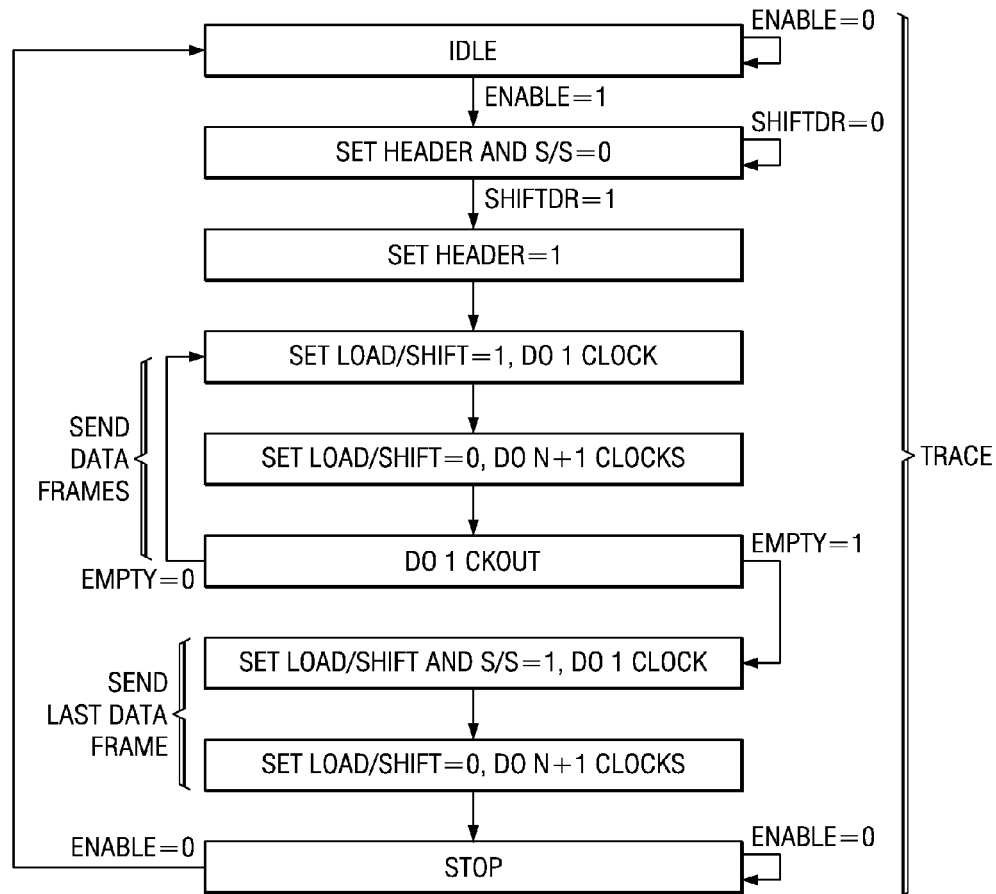 ENABLE=0
IDLE
ENABLE=1
SHIFTDR=0
SET HEADER AND S/S=0
SHIFTDR=1
SET HEADER=1
SET LOAD/SHIFT=1, DO 1 CLOCK
SEND
DATA
FRAMES
SET LOAD/SHIFT=0, DO N+1 CLOCKS
TRACE
EMPTY=1
DO 1 CKOUT
EMPTY=0
SET LOAD/SHIFT AND S/S=1, DO 1 CLOCK
SEND
LAST DATA
FRAME
SET LOAD/SHIFT=0, DO N+1 CLOCKS
ENABLE=0
ENABLE=0
STOP